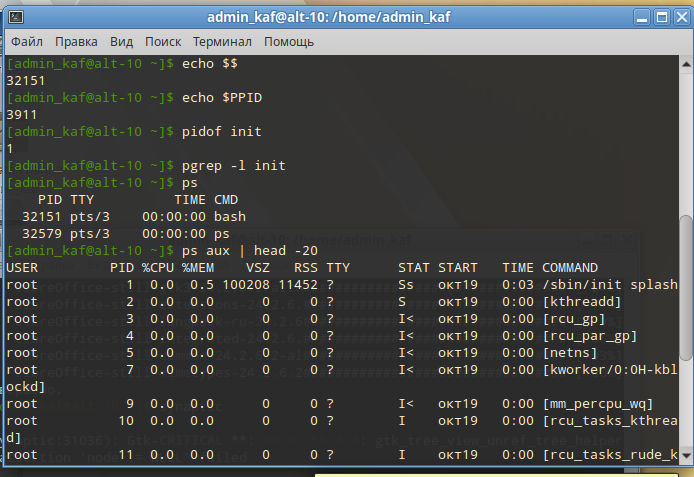 admin_kaf@alt-10: /home/admin_kaf
Файл Правка Вид Поиск Терминал Помощь
[admin_kaf@alt-10 ~]$ echo $$
32151
[admin_kaf@alt-10 ~]$ echo $PPID
3911
[admin_kaf@alt-10 ~]$ pidof init
1
[admin_kaf@alt-10 ~]$ pgrep -l init
[admin_kaf@alt-10 ~]$ ps
PID TTY TIME CMD
32151 pts/3 00:00:00 bash
32579 pts/3 00:00:00 ps
[admin_kaf@alt-10 ~]$ ps aux | head -20
USER PID %CPU %MEM VSZ RSS TTY STAT START TIME COMMAND
root 1 0.0 0.5 100208 11452 ? Ss окт19 0:03 /sbin/init splash
root 2 0.0 0.0 0 0 ? S окт19 0:00 [kthreadd]
root 3 0.0 0.0 0 0 ? I< окт19 0:00 [rcu_gp]
root 4 0.0 0.0 0 0 ? I< окт19 0:00 [rcu_par_gp]
root 5 0.0 0.0 0 0 ? I< окт19 0:00 [netns]
root 7 0.0 0.0 0 0 ? I< окт19 0:00 [kworker/0:0H-kbl
ockd]
root 9 0.0 0.0 0 0 ? I< окт19 0:00 [mm_percpu_wq]
root 10 0.0 0.0 0 0 ? I окт19 0:00 [rcu_tasks_kthrea
d]
root 11 0.0 0.0 0 0 ? I окт19 0:00 [rcu_tasks_rude_k